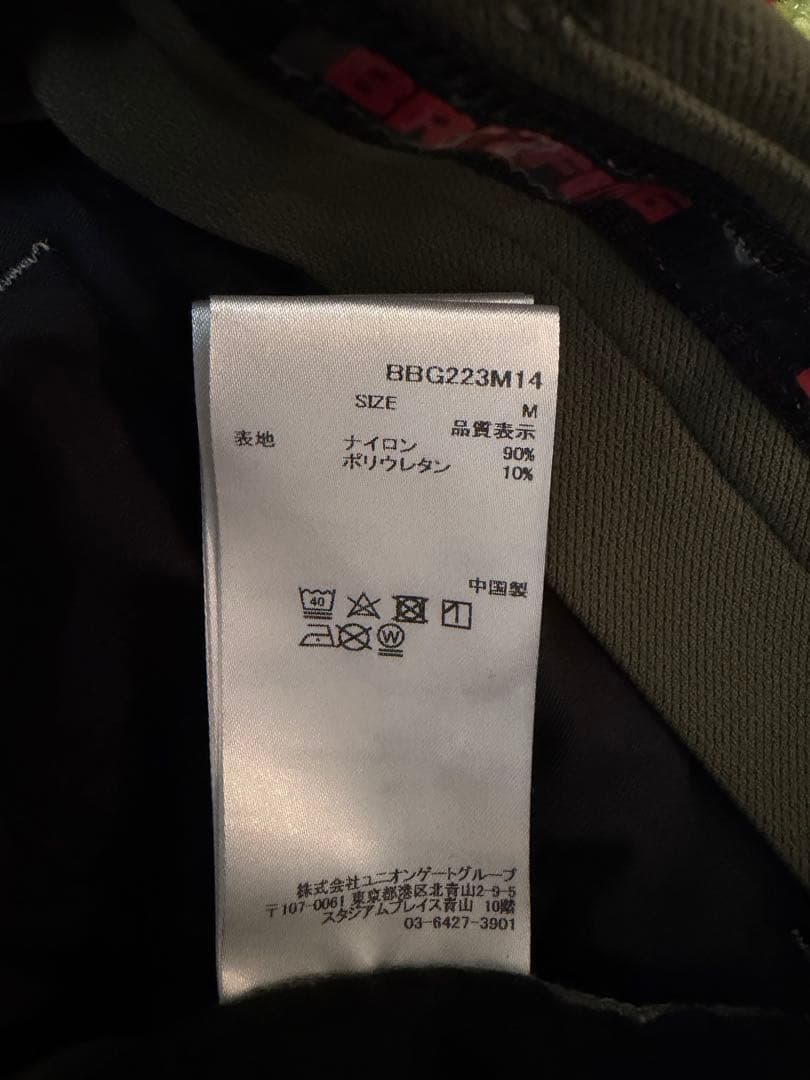 BBG223M14
SIZE M
品質表示
表地 ナイロン 90%
ポリウレタン 10%
中国製
40
W
株式会社ユニオンゲートグループ
〒107-0061 東京都港区北青山2-9-5
スタジアムプレイス青山 10階
03-6427-3901